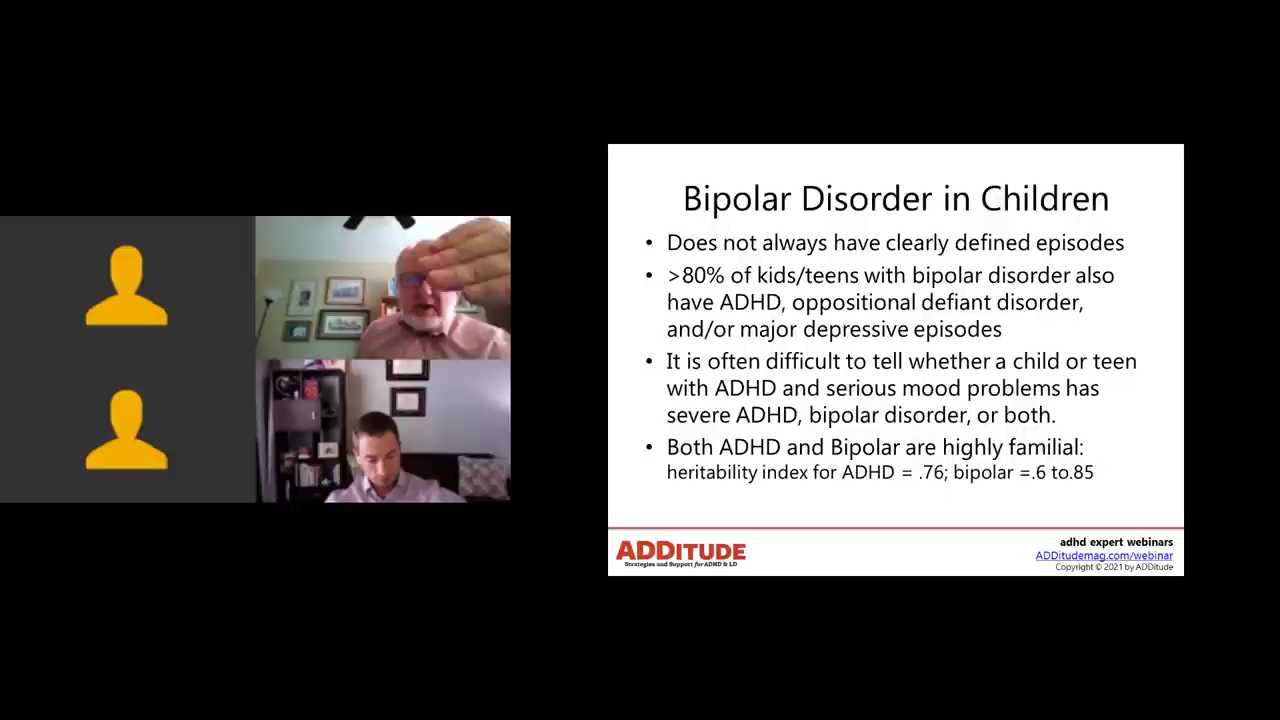 Bipolar Disorder in Children
• Does not always have clearly defined episodes
• >80% of kids/teens with bipolar disorder also
have ADHD, oppositional defiant disorder,
and/or major depressive episodes
• It is often difficult to tell whether a child or teen
with ADHD and serious mood problems has
severe ADHD, bipolar disorder, or both.
• Both ADHD and Bipolar are highly familial:
heritability index for ADHD = .76; bipolar =.6 to.85
ADDITUDE
Strategies and Support for ADHD & LD
adhd expert webinars
ADDitudemag.com/webinar
Copyright © 2021 by ADDitude